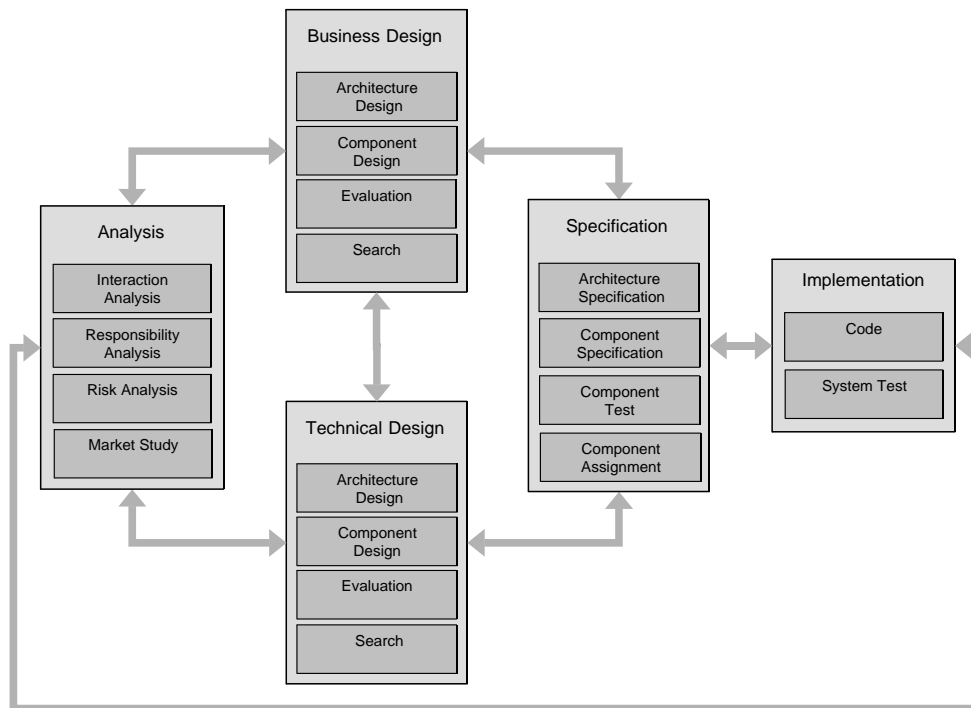 Business Design
Architecture
Design
Component
Design
Evaluation
Search
Analysis
Interaction
Analysis
Responsibility
Analysis
Risk Analysis
Market Study
Technical Design
Architecture
Design
Component
Design
Evaluation
Search
Specification
Architecture
Specification
Component
Specification
Component
Test
Component
Assignment
Implementation
Code
System Test